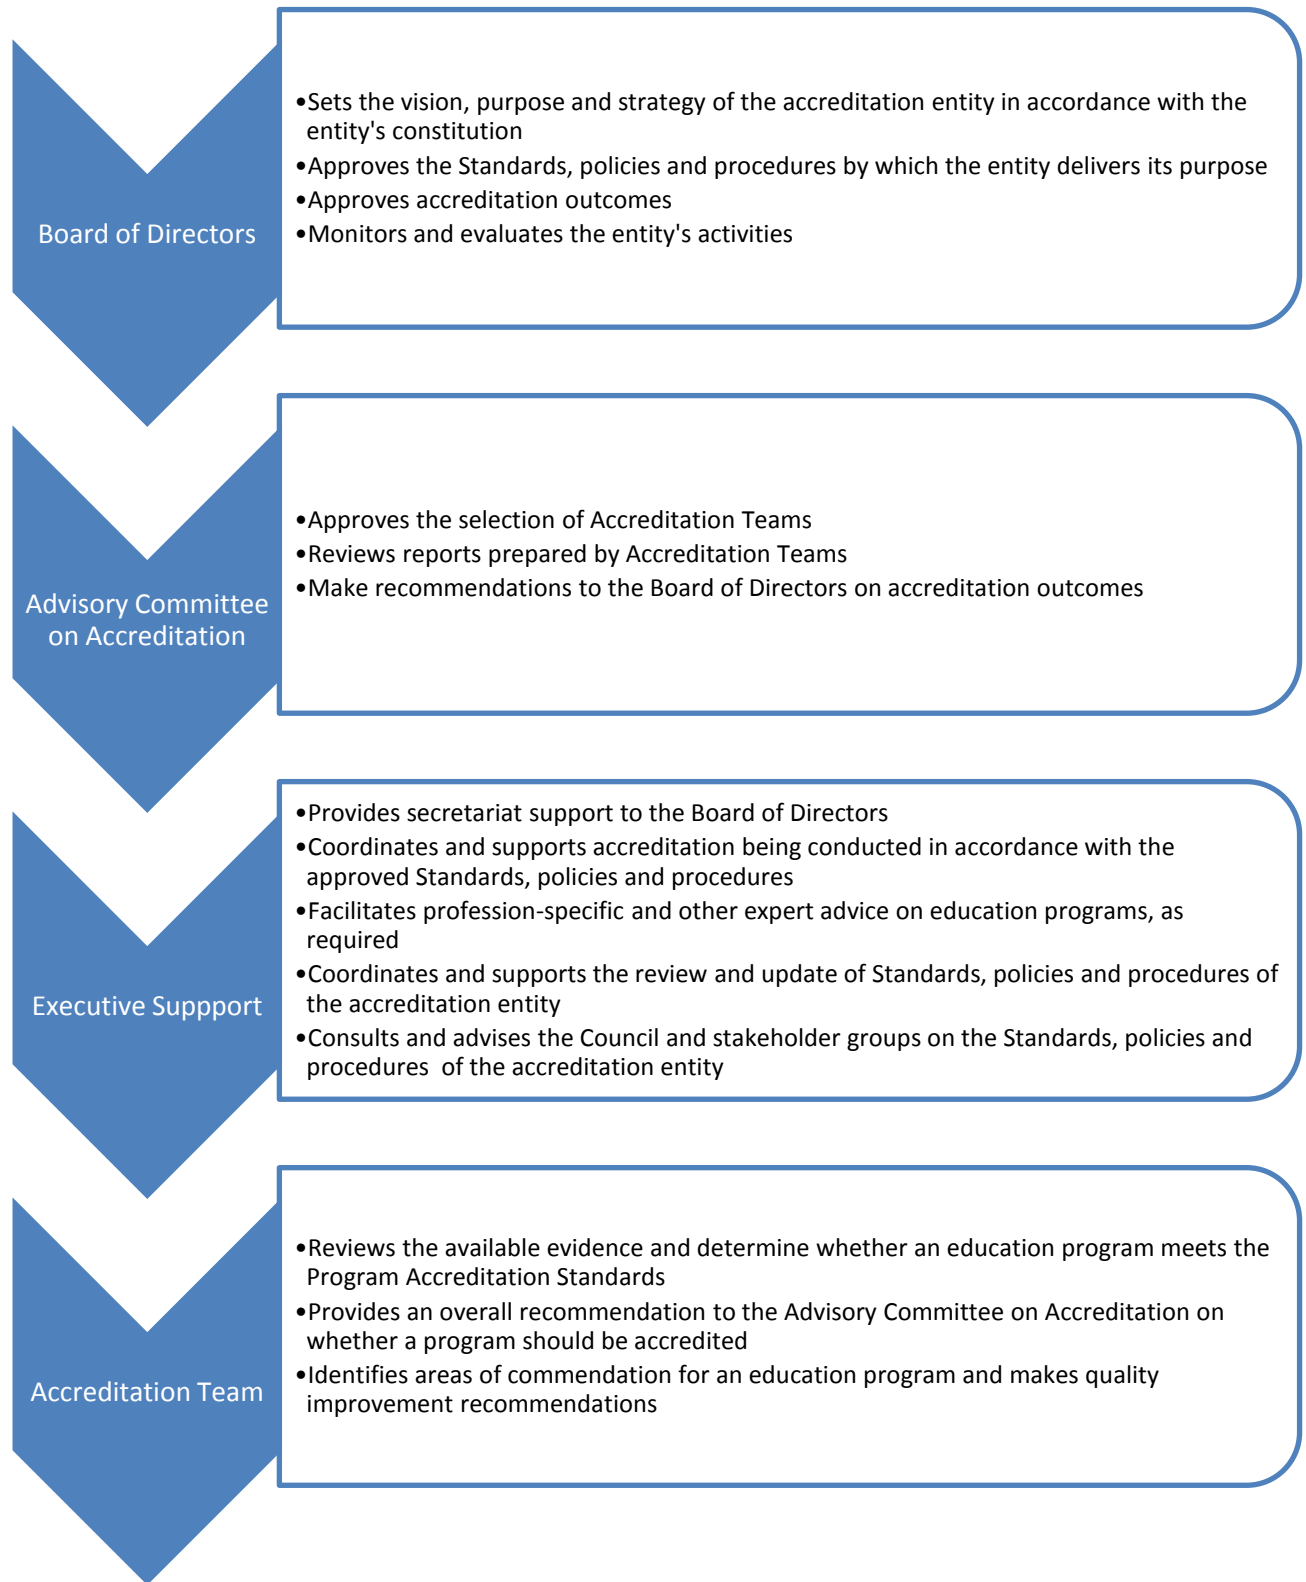 Board of Directors
•Sets the vision, purpose and strategy of the accreditation entity in accordance with the
entity's constitution
•Approves the Standards, policies and procedures by which the entity delivers its purpose
•Approves accreditation outcomes
•Monitors and evaluates the entity's activities
Advisory Committee
on Accreditation
•Approves the selection of Accreditation Teams
•Reviews reports prepared by Accreditation Teams
•Make recommendations to the Board of Directors on accreditation outcomes
Executive Suppport
•Provides secretariat support to the Board of Directors
•Coordinates and supports accreditation being conducted in accordance with the
approved Standards, policies and procedures
•Facilitates profession-specific and other expert advice on education programs, as
required
•Coordinates and supports the review and update of Standards, policies and procedures of
the accreditation entity
•Consults and advises the Council and stakeholder groups on the Standards, policies and
procedures  of the accreditation entity
Accreditation Team
•Reviews the available evidence and determine whether an education program meets the
Program Accreditation Standards
•Provides an overall recommendation to the Advisory Committee on Accreditation on
whether a program should be accredited
•Identifies areas of commendation for an education program and makes quality
improvement recommendations